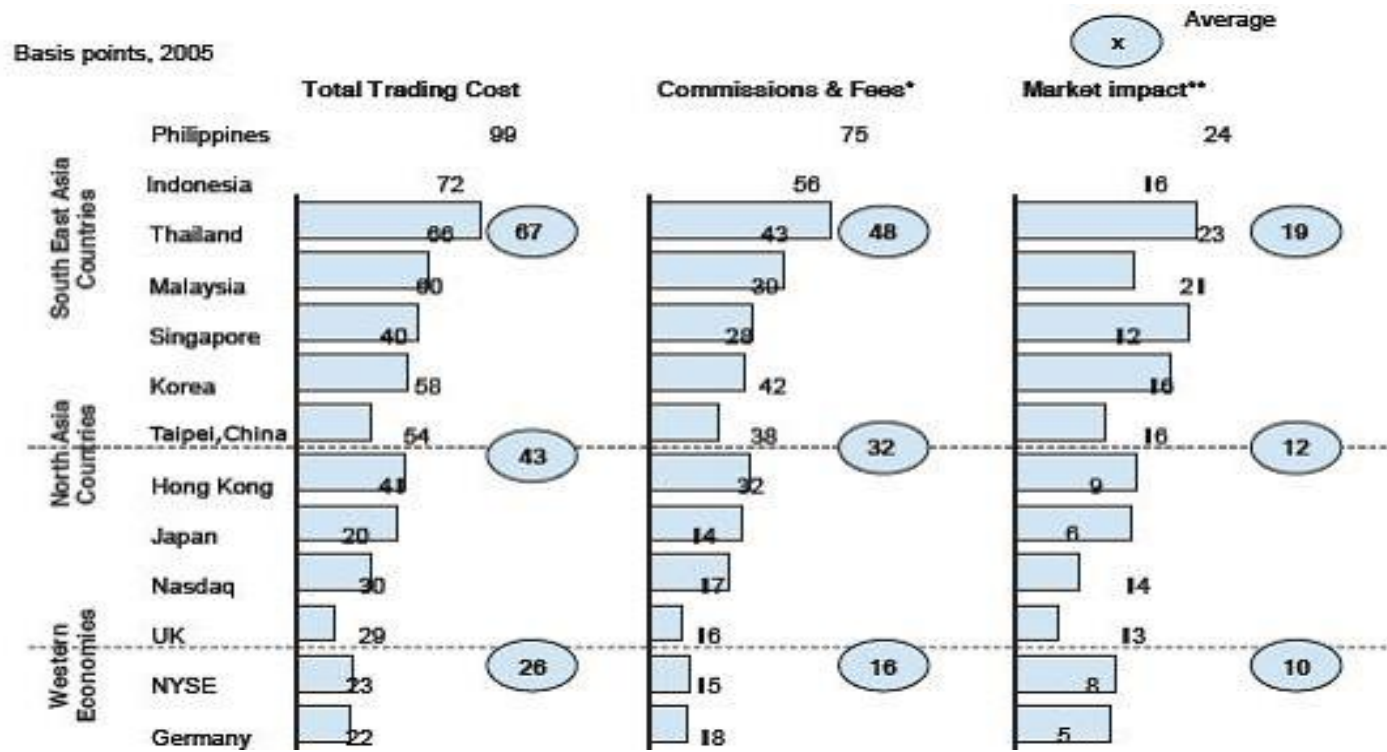 Average
x
Basis points, 2005
Total Trading Cost Commissions & Fees* Market impact**
South East Asia Countries
Philippines 99 75 24
Indonesia 72 56 16
Thailand 66 67 43 48 23 19
Malaysia 60 39 21
Singapore 40 28 12
North Asia Countries
Korea 58 42 16
Taipei,China 54 38 16
43 32 12
Hong Kong 41 32 9
Japan 20 14 6
Western Economies
Nasdaq 30 17 14
UK 29 16 13
26 16 10
NYSE 23 15 8
Germany 22 18 5